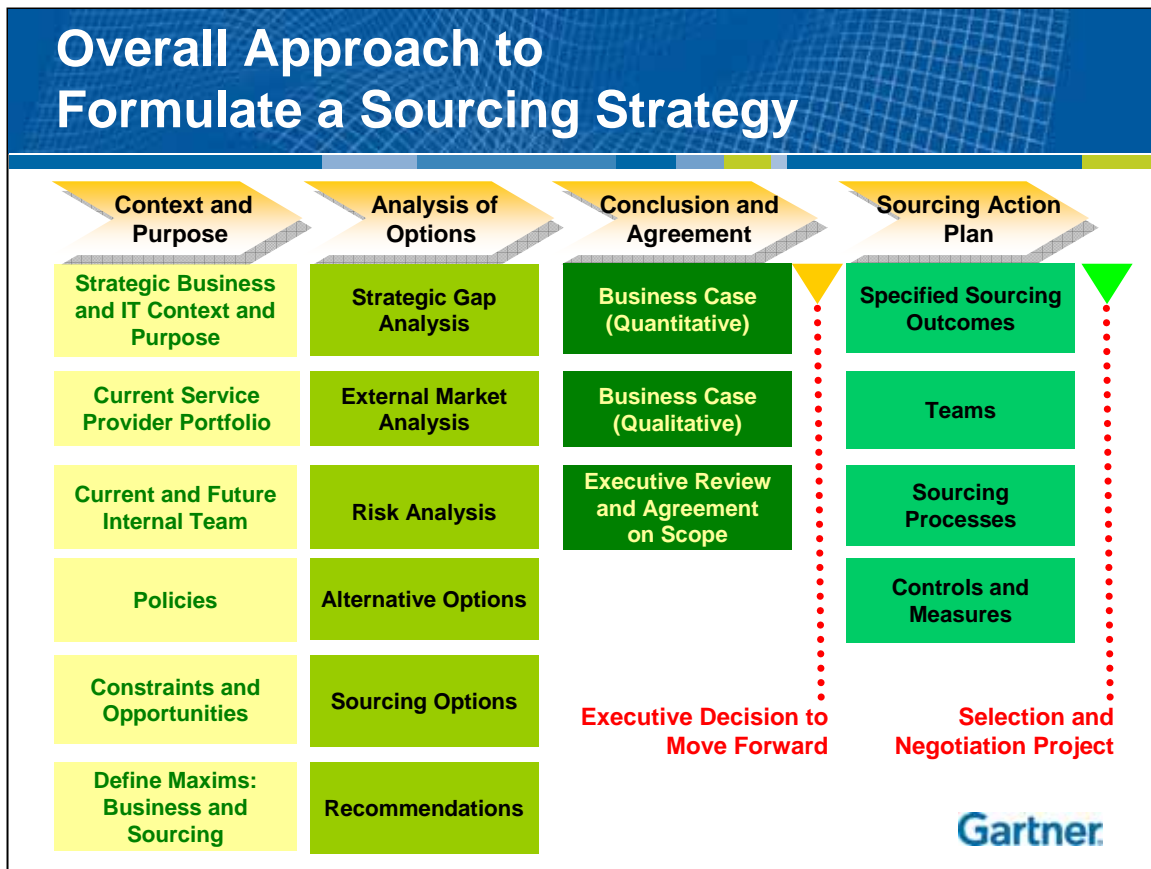 Overall Approach to
Formulate a Sourcing Strategy
Context and
Purpose
Strategic Business
and IT Context and
Purpose
Current Service
Provider Portfolio
Current and Future
Internal Team
Policies
Constraints and
Opportunities
Define Maxims:
Business and
Sourcing
Analysis of
Options
Strategic Gap
Analysis
External Market
Analysis
Risk Analysis
Alternative Options
Sourcing Options
Recommendations
Conclusion and
Agreement
Business Case
(Quantitative)
Business Case
(Qualitative)
Executive Review
and Agreement
on Scope
Executive Decision to
Move Forward
Sourcing Action
Plan
Specified Sourcing
Outcomes
Teams
Sourcing
Processes
Controls and
Measures
Selection and
Negotiation Project
Gartner